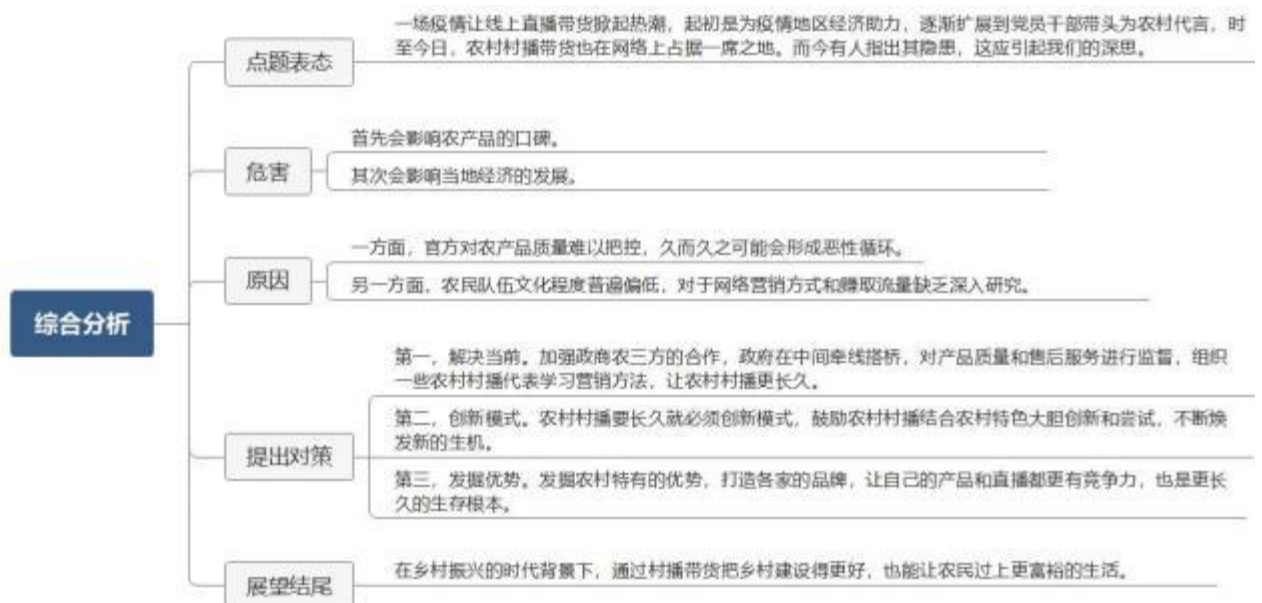 一场疫情让线上直播带货掀起热潮，起初是为疫情地区经济助力，逐渐扩展到党员干部带头为农村代言，时
至今日，农村村播带货也在网络上占据一席之地。而今有人指出其隐患，这应引起我们的深思。
点题表态
首先会影响农产品的口碑。
其次会影响当地经济的发展。
危害
一方面，官方对农产品质量难以把控，久而久之可能会形成恶性循环。
另一方面，农民队伍文化程度普遍偏低，对于网络营销方式和赚取流量缺乏深入研究。
原因
综合分析
第一，解决当前。加强政商农三方的合作，政府在中间牵线搭桥，对产品质量和售后服务进行监督，组织
一些农村村播代表学习营销方法，让农村村播更长久。
第二，创新模式。农村村播要长久就必须创新模式，鼓励农村村播结合农村特色大胆创新和尝试，不断焕
发新的生机。
提出对策
第三，发掘优势。发掘农村特有的优势，打造各家的品牌，让自己的产品和直播都更有竞争力，也是更长
久的生存根本。
在乡村振兴的时代背景下，通过村播带货把乡村建设得更好，也能让农民过上更富裕的生活。
展望结尾